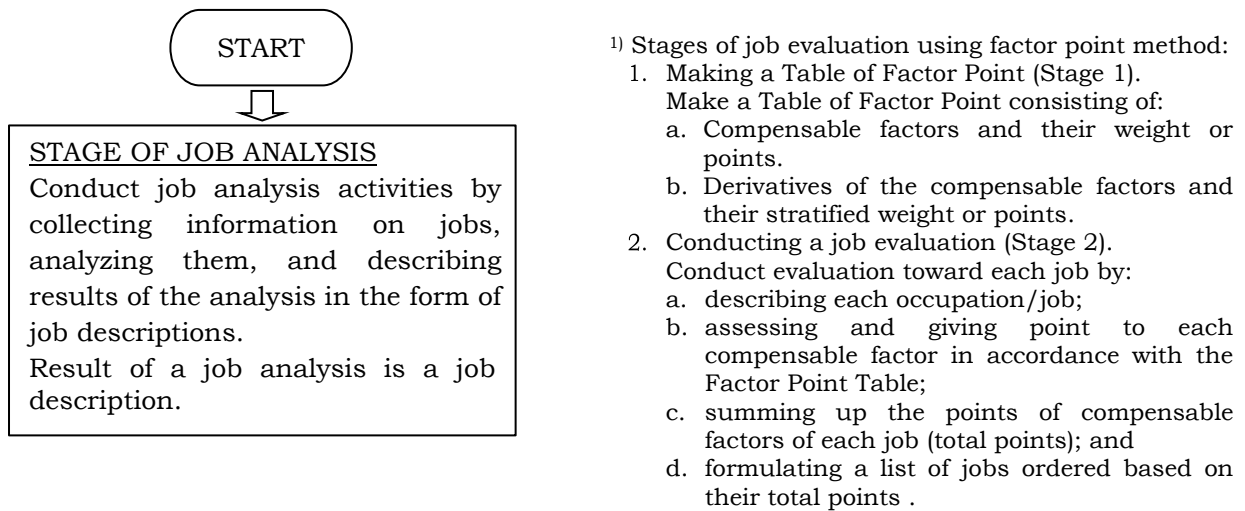 START
STAGE OF JOB ANALYSIS
Conduct job analysis activities by
collecting information on jobs,
analyzing them, and describing
results of the analysis in the form of
job descriptions.
Result of a job analysis is a job
description.
1) Stages of job evaluation using factor point method:
1. Making a Table of Factor Point (Stage 1).
Make a Table of Factor Point consisting of:
a. Compensable factors and their weight or
points.
b. Derivatives of the compensable factors and
their stratified weight or points.
2. Conducting a job evaluation (Stage 2).
Conduct evaluation toward each job by:
a. describing each occupation/job;
b. assessing and giving point to each
compensable factor in accordance with the
Factor Point Table;
c. summing up the points of compensable
factors of each job (total points); and
d. formulating a list of jobs ordered based on
their total points .